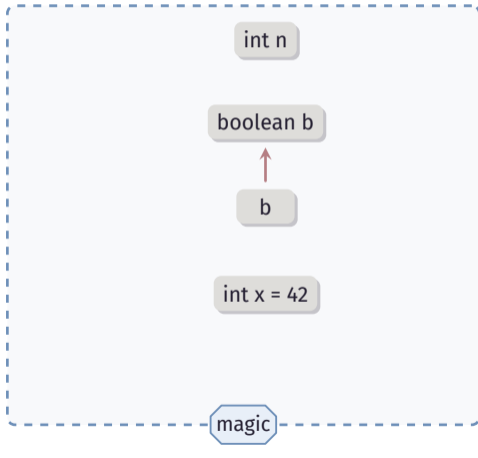 int n
boolean b
b
int x = 42
magic